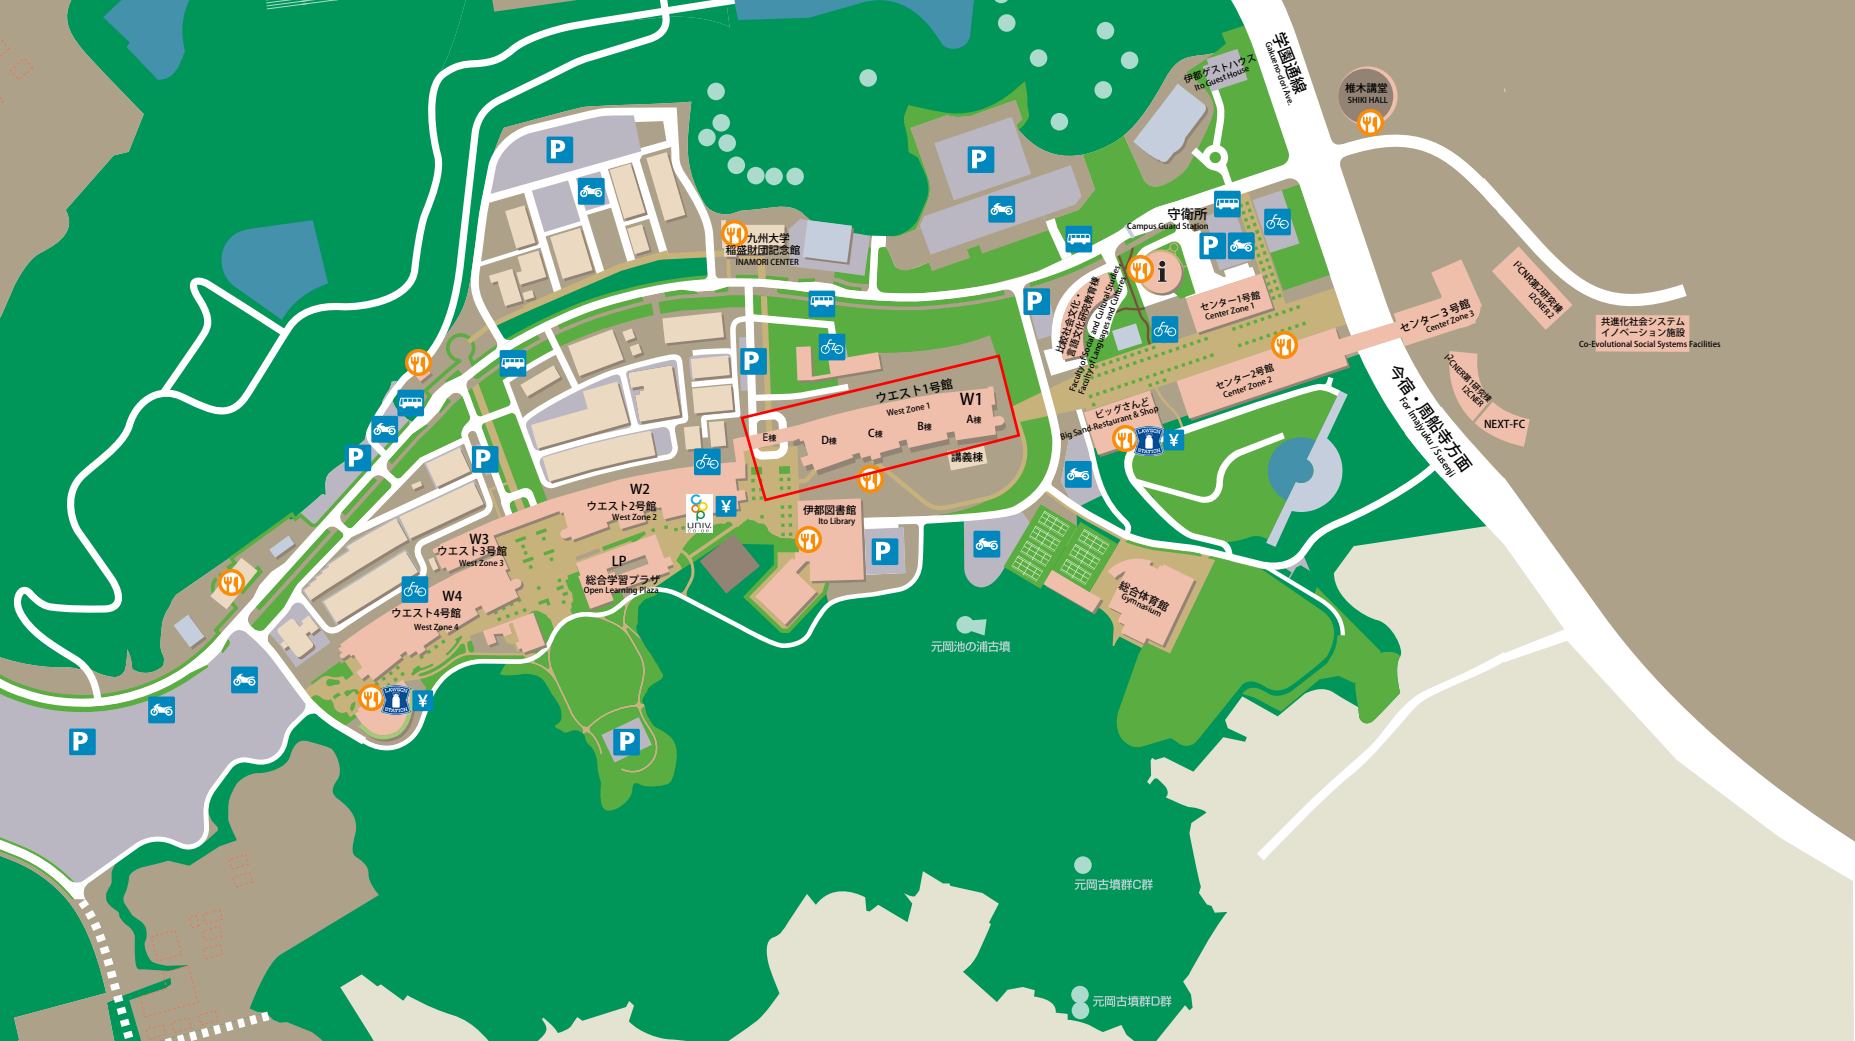 学園通線
Gakueno-dori Ave.
伊都ゲストハウス
Ito Guest House
椎木講堂
SHIIKI HALL
P
P
守衛所
Campus Guard Station
P
九州大学
稲盛財団記念館
INAMORI CENTER
i
比較社会文化・
言語文化研究教育棟
Faculty of Social and Cultural Studies
Faculty of Languages and Cultures
P
センター1号館
Center Zone 1
センター3号館
Center Zone 3
I²CNER第2研究棟
I2CNER 2
共進化社会システム
イノベーション施設
Co-Evolutional Social Systems Facilities
P
センター2号館
Center Zone 2
I²CNER第1研究棟
I2CNER
NEXT-FC
今宿・周船寺方面
For Imajyuku / Susenji
ウエスト1号館
West Zone 1
W1
A棟
B棟
C棟
D棟
E棟
講義棟
ビッグさんど
Big Sand-Restaurant & Shop
LAWSON
STATION
¥
P
P
W2
ウエスト2号館
West Zone 2
coop
univ.
CO-OP
¥
伊都図書館
Ito Library
P
W3
ウエスト3号館
West Zone 3
LP
総合学習プラザ
Open Learning Plaza
W4
ウエスト4号館
West Zone 4
総合体育館
Gymnasium
元岡池の浦古墳
LAWSON
STATION
¥
P
P
元岡古墳群C群
元岡古墳群D群